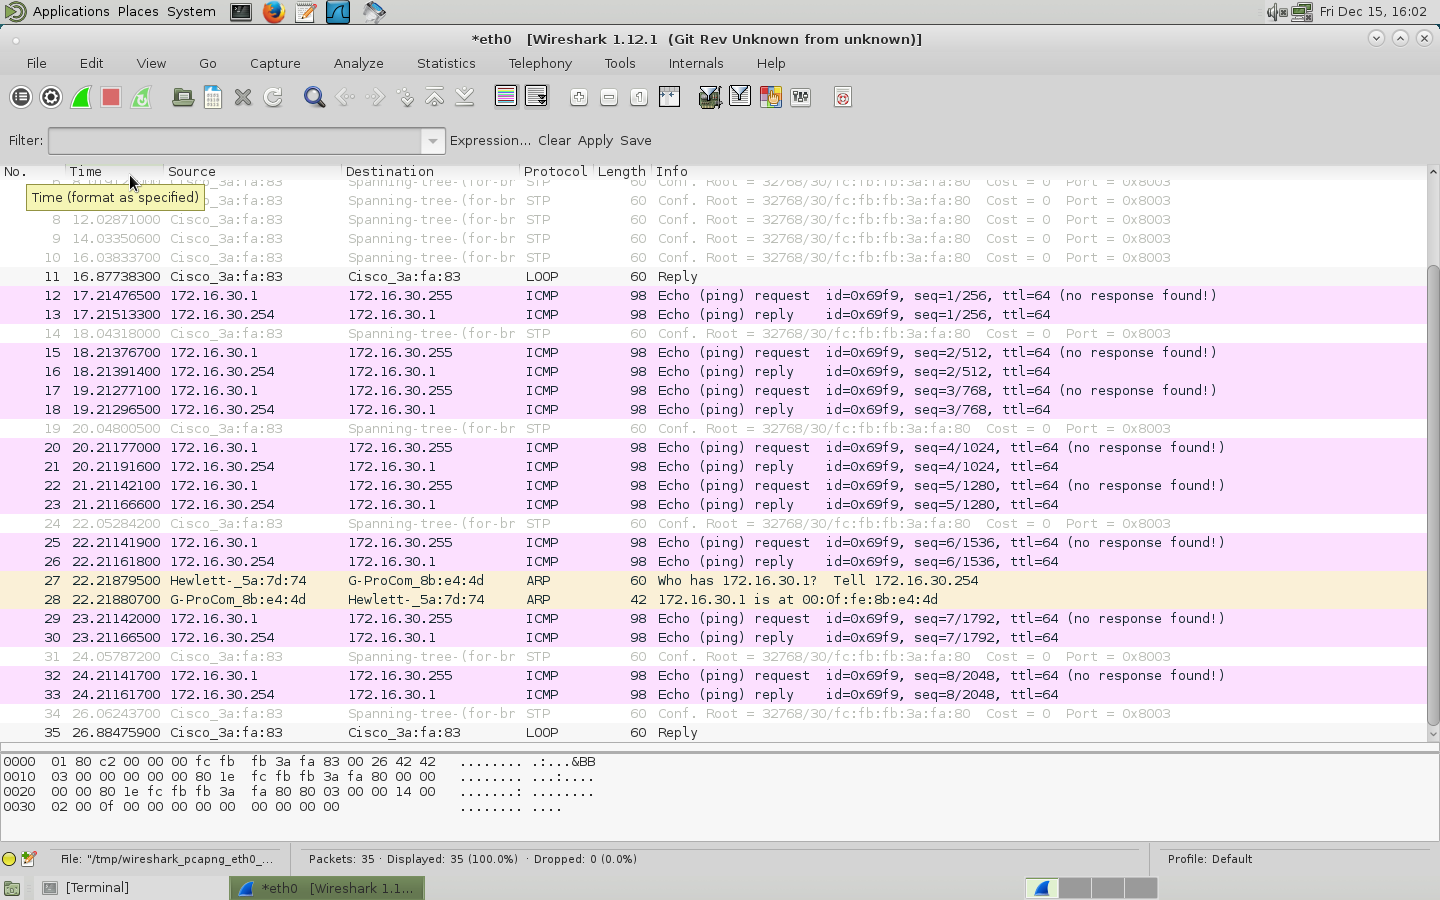 Applications Places System Fri Dec 15, 16:02
*eth0 [Wireshark 1.12.1 (Git Rev Unknown from unknown)]
File Edit View Go Capture Analyze Statistics Telephony Tools Internals Help
Filter: Expression... Clear Apply Save
No. Time Source Destination Protocol Length Info
Cisco_3a:fa:83 Spanning-tree-(for-br STP 60 Conf. Root = 32768/30/fc:fb:fb:3a:fa:80 Cost = 0 Port = 0x8003
Time (format as specified) Spanning-tree-(for-br STP 60 Conf. Root = 32768/30/fc:fb:fb:3a:fa:80 Cost = 0 Port = 0x8003
8 12.02871000 Cisco_3a:fa:83 Spanning-tree-(for-br STP 60 Conf. Root = 32768/30/fc:fb:fb:3a:fa:80 Cost = 0 Port = 0x8003
9 14.03350600 Cisco_3a:fa:83 Spanning-tree-(for-br STP 60 Conf. Root = 32768/30/fc:fb:fb:3a:fa:80 Cost = 0 Port = 0x8003
10 16.03833700 Cisco_3a:fa:83 Spanning-tree-(for-br STP 60 Conf. Root = 32768/30/fc:fb:fb:3a:fa:80 Cost = 0 Port = 0x8003
11 16.87738300 Cisco_3a:fa:83 Cisco_3a:fa:83 LOOP 60 Reply
12 17.21476500 172.16.30.1 172.16.30.255 ICMP 98 Echo (ping) request id=0x69f9, seq=1/256, ttl=64 (no response found!)
13 17.21513300 172.16.30.254 172.16.30.1 ICMP 98 Echo (ping) reply id=0x69f9, seq=1/256, ttl=64
14 18.04318000 Cisco_3a:fa:83 Spanning-tree-(for-br STP 60 Conf. Root = 32768/30/fc:fb:fb:3a:fa:80 Cost = 0 Port = 0x8003
15 18.21376700 172.16.30.1 172.16.30.255 ICMP 98 Echo (ping) request id=0x69f9, seq=2/512, ttl=64 (no response found!)
16 18.21391400 172.16.30.254 172.16.30.1 ICMP 98 Echo (ping) reply id=0x69f9, seq=2/512, ttl=64
17 19.21277100 172.16.30.1 172.16.30.255 ICMP 98 Echo (ping) request id=0x69f9, seq=3/768, ttl=64 (no response found!)
18 19.21296500 172.16.30.254 172.16.30.1 ICMP 98 Echo (ping) reply id=0x69f9, seq=3/768, ttl=64
19 20.04800500 Cisco_3a:fa:83 Spanning-tree-(for-br STP 60 Conf. Root = 32768/30/fc:fb:fb:3a:fa:80 Cost = 0 Port = 0x8003
20 20.21177000 172.16.30.1 172.16.30.255 ICMP 98 Echo (ping) request id=0x69f9, seq=4/1024, ttl=64 (no response found!)
21 20.21191600 172.16.30.254 172.16.30.1 ICMP 98 Echo (ping) reply id=0x69f9, seq=4/1024, ttl=64
22 21.21142100 172.16.30.1 172.16.30.255 ICMP 98 Echo (ping) request id=0x69f9, seq=5/1280, ttl=64 (no response found!)
23 21.21166600 172.16.30.254 172.16.30.1 ICMP 98 Echo (ping) reply id=0x69f9, seq=5/1280, ttl=64
24 22.05284200 Cisco_3a:fa:83 Spanning-tree-(for-br STP 60 Conf. Root = 32768/30/fc:fb:fb:3a:fa:80 Cost = 0 Port = 0x8003
25 22.21141900 172.16.30.1 172.16.30.255 ICMP 98 Echo (ping) request id=0x69f9, seq=6/1536, ttl=64 (no response found!)
26 22.21161800 172.16.30.254 172.16.30.1 ICMP 98 Echo (ping) reply id=0x69f9, seq=6/1536, ttl=64
27 22.21879500 Hewlett-_5a:7d:74 G-ProCom_8b:e4:4d ARP 60 Who has 172.16.30.1? Tell 172.16.30.254
28 22.21880700 G-ProCom_8b:e4:4d Hewlett-_5a:7d:74 ARP 42 172.16.30.1 is at 00:0f:fe:8b:e4:4d
29 23.21142000 172.16.30.1 172.16.30.255 ICMP 98 Echo (ping) request id=0x69f9, seq=7/1792, ttl=64 (no response found!)
30 23.21166500 172.16.30.254 172.16.30.1 ICMP 98 Echo (ping) reply id=0x69f9, seq=7/1792, ttl=64
31 24.05787200 Cisco_3a:fa:83 Spanning-tree-(for-br STP 60 Conf. Root = 32768/30/fc:fb:fb:3a:fa:80 Cost = 0 Port = 0x8003
32 24.21141700 172.16.30.1 172.16.30.255 ICMP 98 Echo (ping) request id=0x69f9, seq=8/2048, ttl=64 (no response found!)
33 24.21161700 172.16.30.254 172.16.30.1 ICMP 98 Echo (ping) reply id=0x69f9, seq=8/2048, ttl=64
34 26.06243700 Cisco_3a:fa:83 Spanning-tree-(for-br STP 60 Conf. Root = 32768/30/fc:fb:fb:3a:fa:80 Cost = 0 Port = 0x8003
35 26.88475900 Cisco_3a:fa:83 Cisco_3a:fa:83 LOOP 60 Reply
0000 01 80 c2 00 00 00 fc fb fb 3a fa 83 00 26 42 42 ........ .:...&BB
0010 03 00 00 00 00 00 80 1e fc fb fb 3a fa 80 00 00 ........ ...:....
0020 00 00 80 1e fc fb fb 3a fa 80 80 03 00 00 14 00 .......: ........
0030 02 00 0f 00 00 00 00 00 00 00 00 00 ........ ....
File: "/tmp/wireshark_pcapng_eth0_... Packets: 35 · Displayed: 35 (100.0%) · Dropped: 0 (0.0%) Profile: Default
[Terminal] *eth0 [Wireshark 1.1...